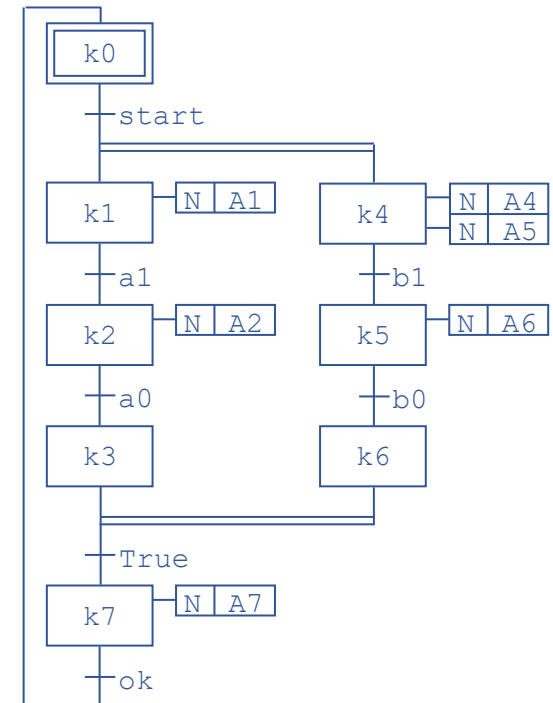 k0
start
k1 N A1
k4 N A4
N A5
a1
b1
k2 N A2
k5 N A6
a0
b0
k3
k6
True
k7 N A7
ok